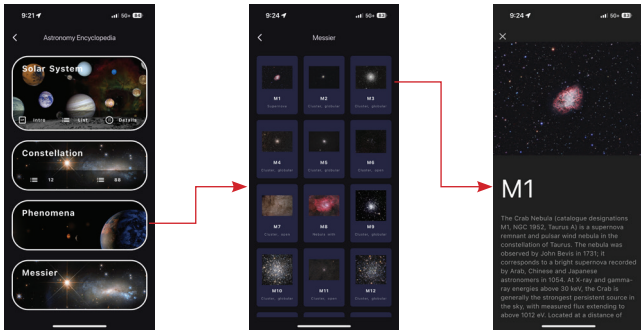 9:21
5G+ 83
Astronomy Encyclopedia
Solar System
Intro
List
Details
Constellation
12
88
Phenomena
Messier
9:24
5G+ 83
Messier
M1
Supernova
M2
Cluster, globular
M3
Cluster, globular
M4
Cluster, globular
M5
Cluster, globular
M6
Cluster, open
M7
Cluster, open
M8
M9
Cluster, globular
M10
Cluster, globular
M11
Cluster, open
M12
Cluster, globular
9:24
5G+ 83
M1
The Crab Nebula (catalogue designations
M1, NGC 1952, Taurus A) is a supernova
remnant and pulsar wind nebula in the
constellation of Taurus. The nebula was
observed by John Bevis in 1731; it
corresponds to a bright supernova recorded
by Arab, Chinese and Japanese
astronomers in 1054. At X-ray and gamma-
ray energies above 30 keV, the Crab is
generally the strongest persistent source in
the sky, with measured flux extending to
above 1012 eV. Located at a distance of